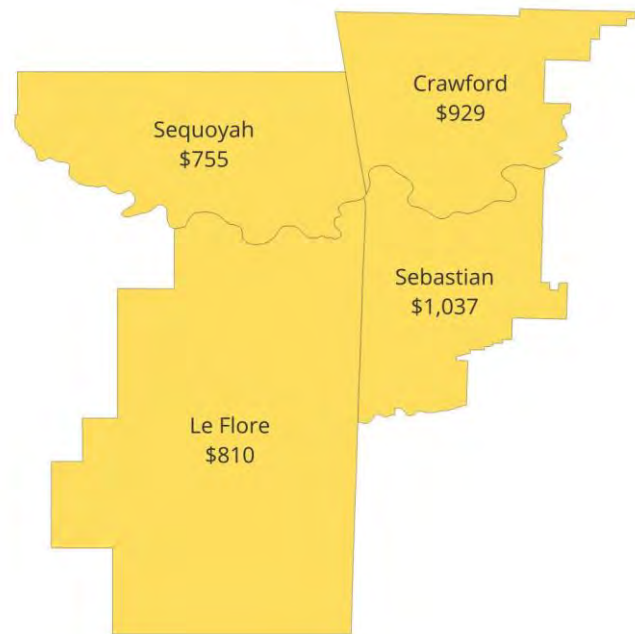 Crawford
$929
Sequoyah
$755
Sebastian
$1,037
Le Flore
$810